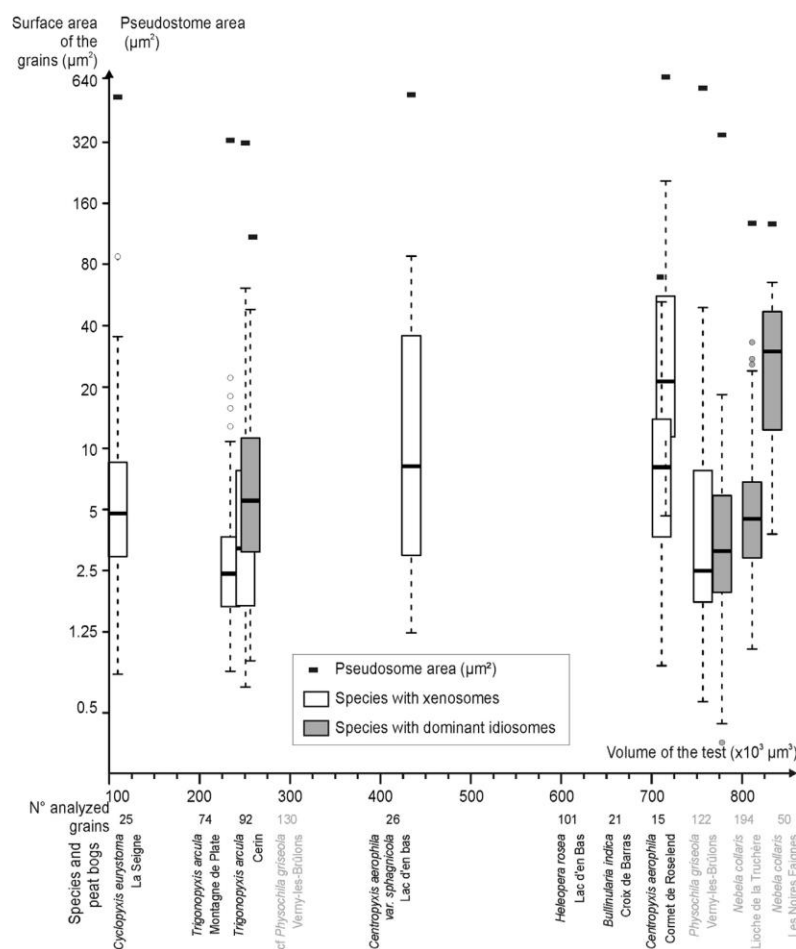 Surface area
of the
grains (µm²)
Pseudostome area
(µm²)
640
320
160
80
40
20
10
5
2.5
1.25
0.5
Pseudosome area (µm²)
Species with xenosomes
Species with dominant idiosomes
Volume of the test (x10³ µm³)
100
200
300
400
500
600
700
800
N° analyzed
grains
25
74
92
130
26
101
21
15
122
194
50
Species and
peat bogs
Cyclopyxis eurystoma
La Seigne
Trigonopyxis arcula
Montagne de Plate
Trigonopyxis arcula
Cerin
cf Physochila griseola
Verny-les-Brûlons
Centropyxis aerophila
var. sphagnicola
Lac d'en bas
Heleopera rosea
Lac d'en Bas
Bullinularia indica
Croix de Barras
Centropyxis aerophila
Cormet de Roselend
Physochila griseola
Verny-les-Brûlons
Nebela collaris
Lioche de la Truchère
Nebela collaris
Les Noires Faignes